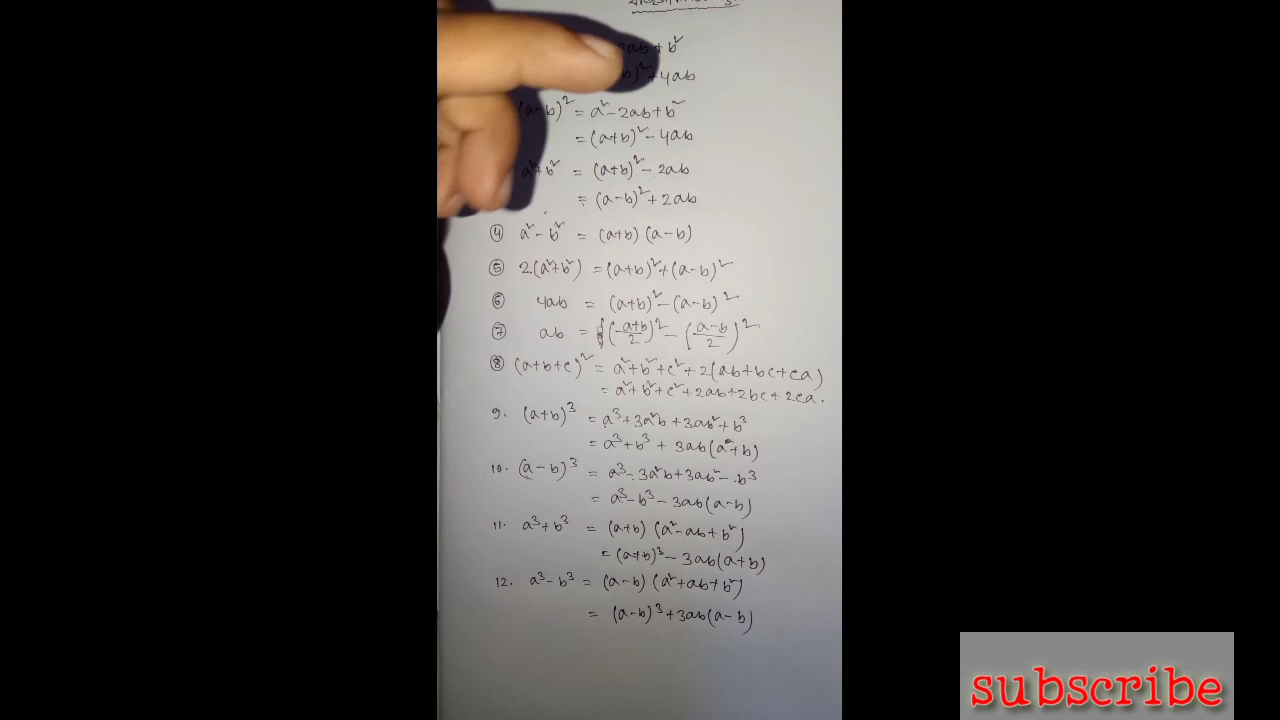 2ab + b²
)² + 4ab
(a-b)² = a² - 2ab + b²
= (a+b)² - 4ab
a² + b² = (a+b)² - 2ab
= (a-b)² + 2ab
④ a² - b² = (a+b) (a-b)
⑤ 2(a²+b²) = (a+b)² + (a-b)²
⑥ 4ab = (a+b)² - (a-b)²
⑦ ab = (a+b/2)² - (a-b/2)²
⑧ (a+b+c)² = a² + b² + c² + 2(ab+bc+ca)
= a² + b² + c² + 2ab + 2bc + 2ca.
9. (a+b)³ = a³ + 3a²b + 3ab² + b³
= a³ + b³ + 3ab(a+b)
10. (a-b)³ = a³ - 3a²b + 3ab² - b³
= a³ - b³ - 3ab(a-b)
11. a³ + b³ = (a+b) (a² - ab + b²)
= (a+b)³ - 3ab(a+b)
12. a³ - b³ = (a-b) (a² + ab + b²)
= (a-b)³ + 3ab(a-b)
subscribe